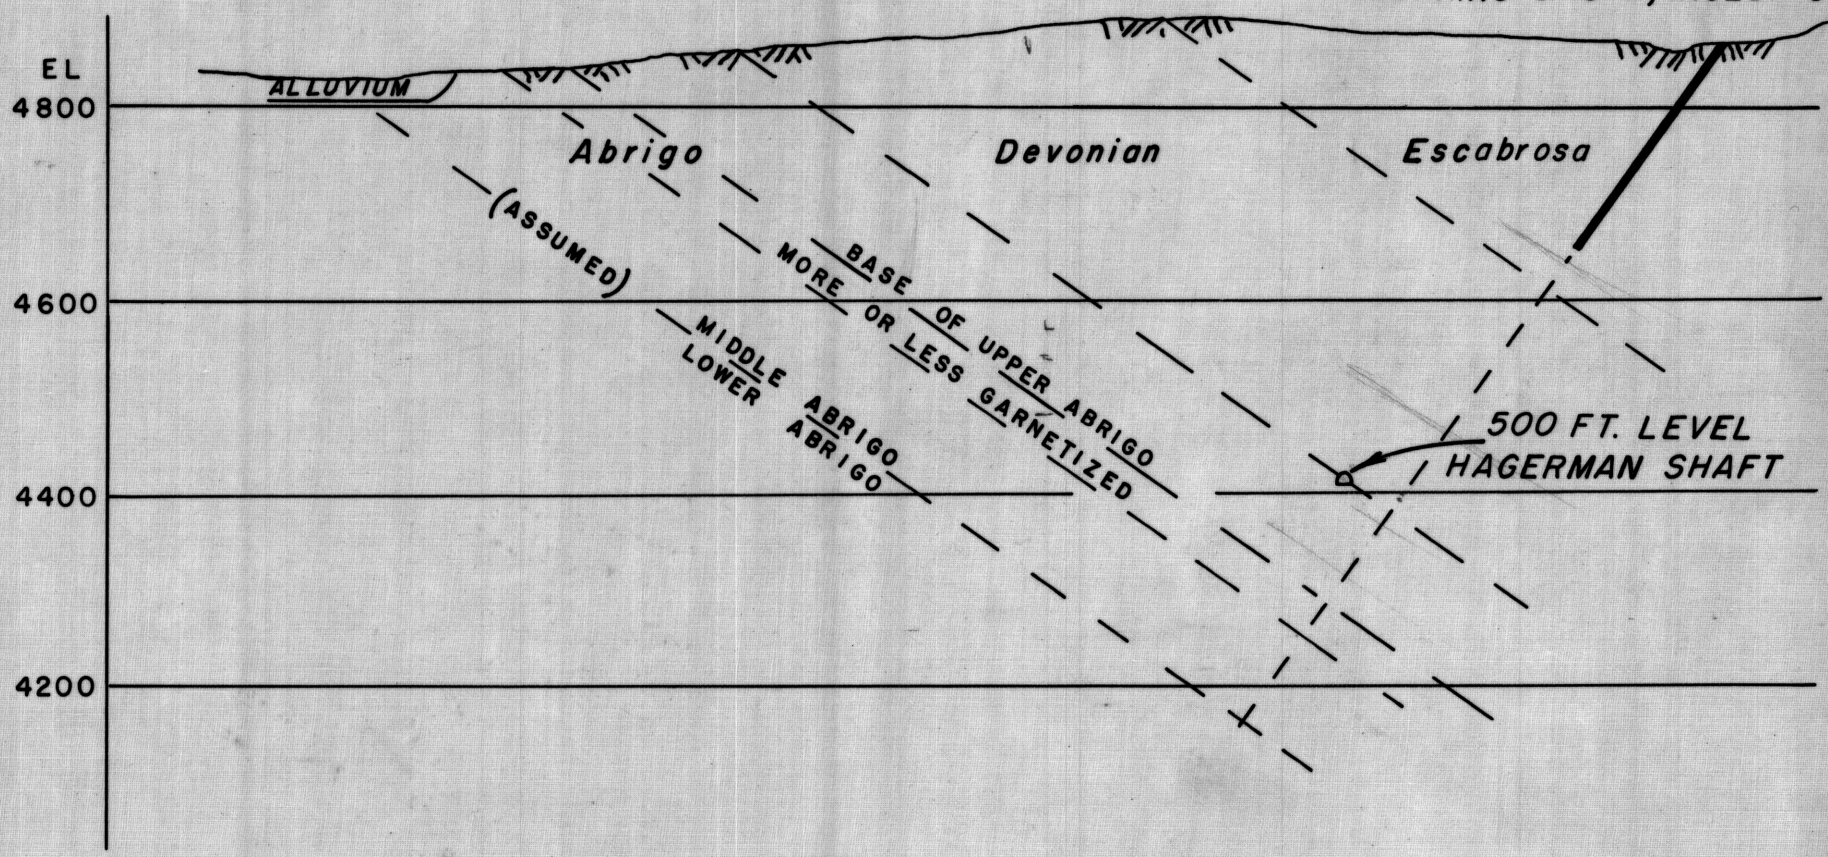 EL
ALLUVIUM
4800
Abrigo
Devonian
Escabrosa
(ASSUMED)
4600
BASE OF UPPER ABRIGO
MORE OR LESS GARNETIZED
MIDDLE ABRIGO
LOWER ABRIGO
500 FT. LEVEL
HAGERMAN SHAFT
4400
4200